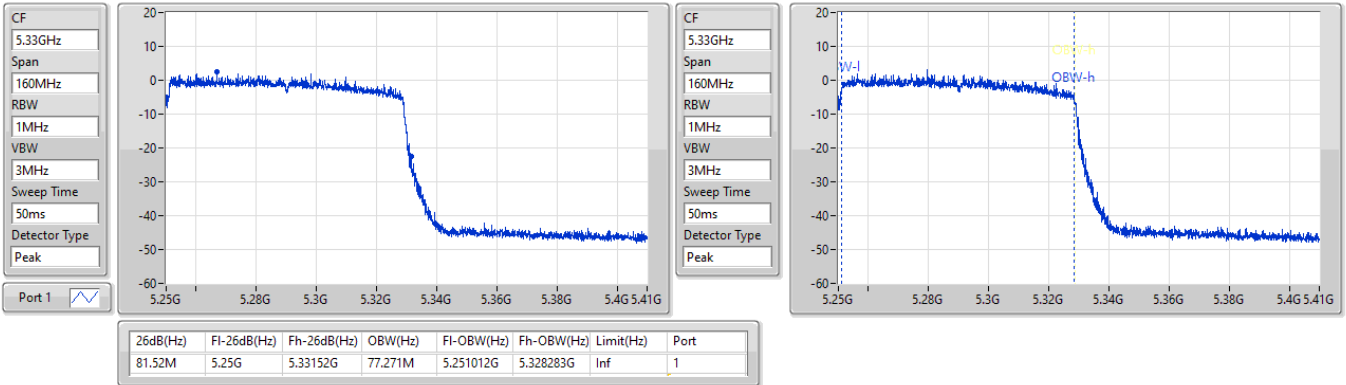 CF
5.33GHz
Span
160MHz
RBW
1MHz
VBW
3MHz
Sweep Time
50ms
Detector Type
Peak
Port 1
20
10
0
-10
-20
-30
-40
-50
-60
5.25G 5.28G 5.3G 5.32G 5.34G 5.36G 5.38G 5.4G 5.41G
CF
5.33GHz
Span
160MHz
RBW
1MHz
VBW
3MHz
Sweep Time
50ms
Detector Type
Peak
20
10
0
-10
-20
-30
-40
-50
-60
W-l
OBW-h
OBW-h
5.25G 5.28G 5.3G 5.32G 5.34G 5.36G 5.38G 5.4G 5.41G
26dB(Hz) Fl-26dB(Hz) Fh-26dB(Hz) OBW(Hz) Fl-OBW(Hz) Fh-OBW(Hz) Limit(Hz) Port
81.52M 5.25G 5.33152G 77.271M 5.251012G 5.328283G Inf 1